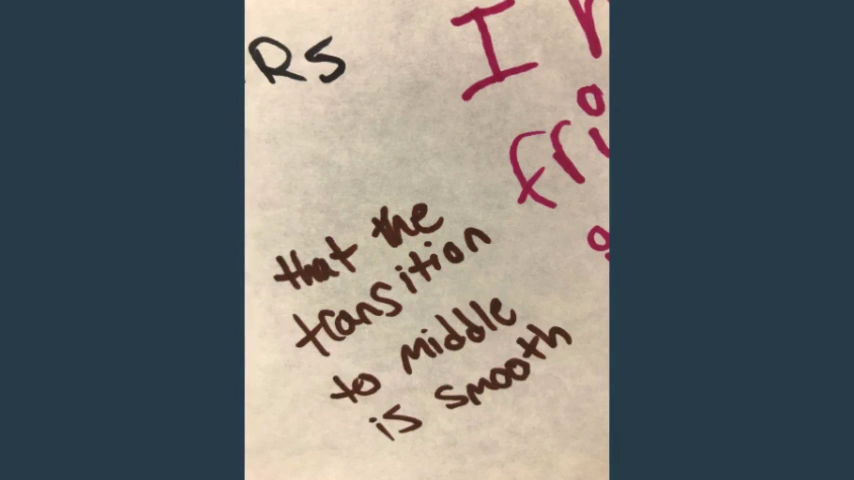 RS
I
fri
that the
transition
to middle
is smooth